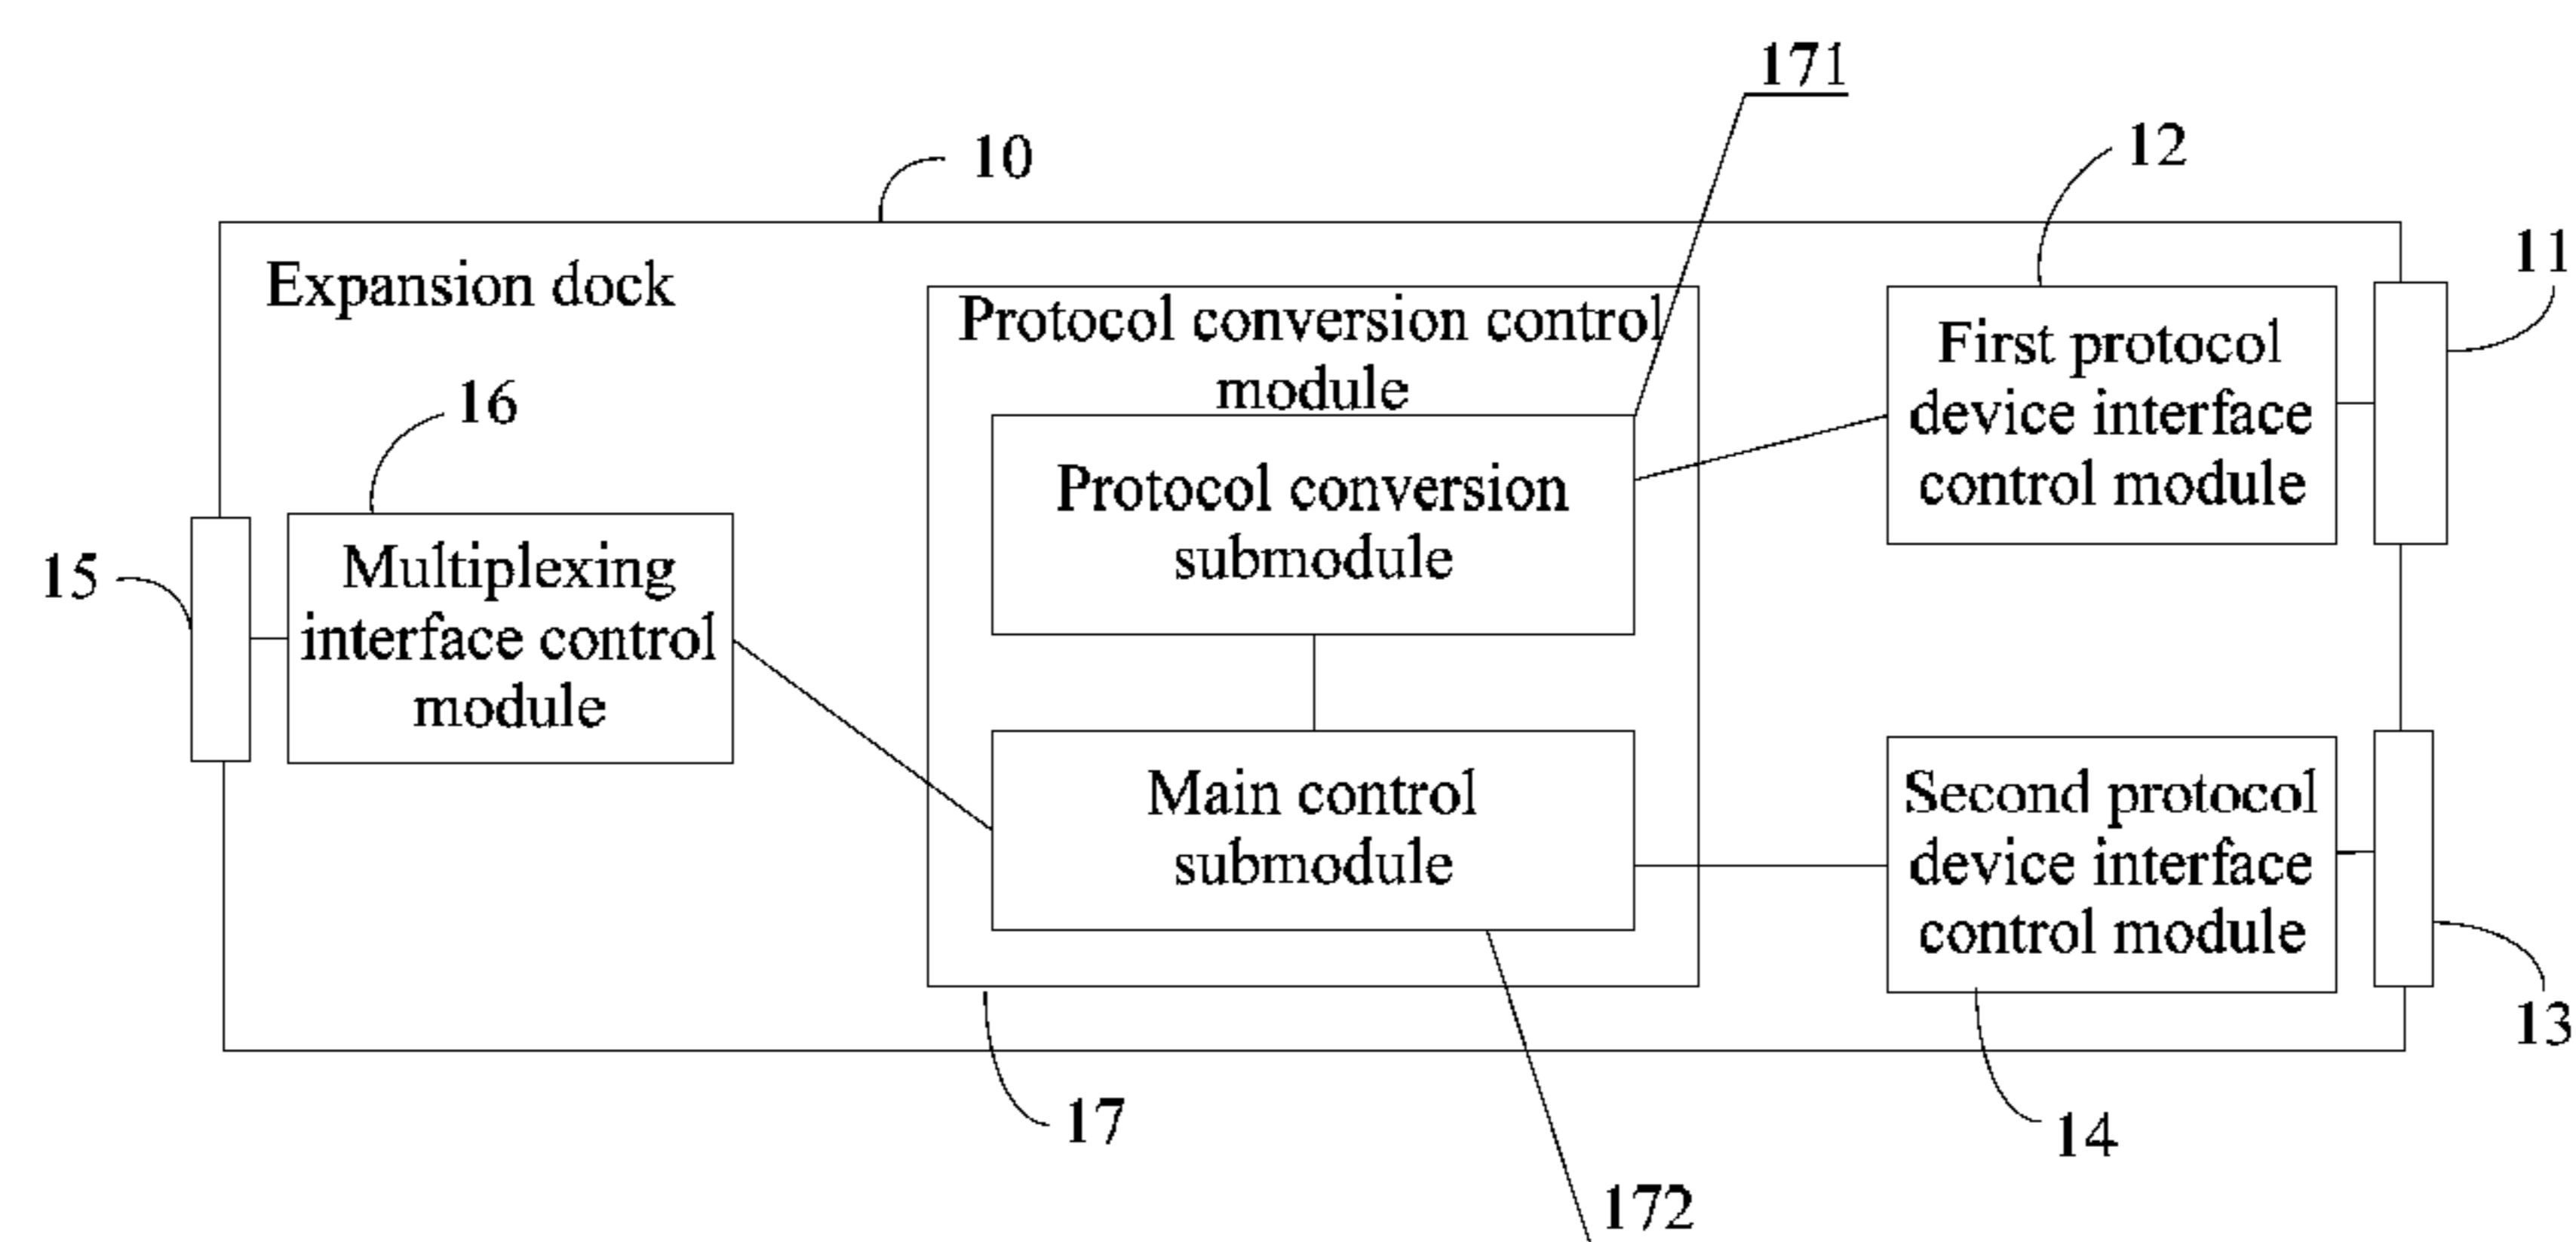 171
10
12
11
Expansion dock
Protocol conversion control
module
First protocol
device interface
control module
16
Protocol conversion
submodule
15
Multiplexing
interface control
module
Main control
submodule
Second protocol
device interface
control module
13
17
14
172